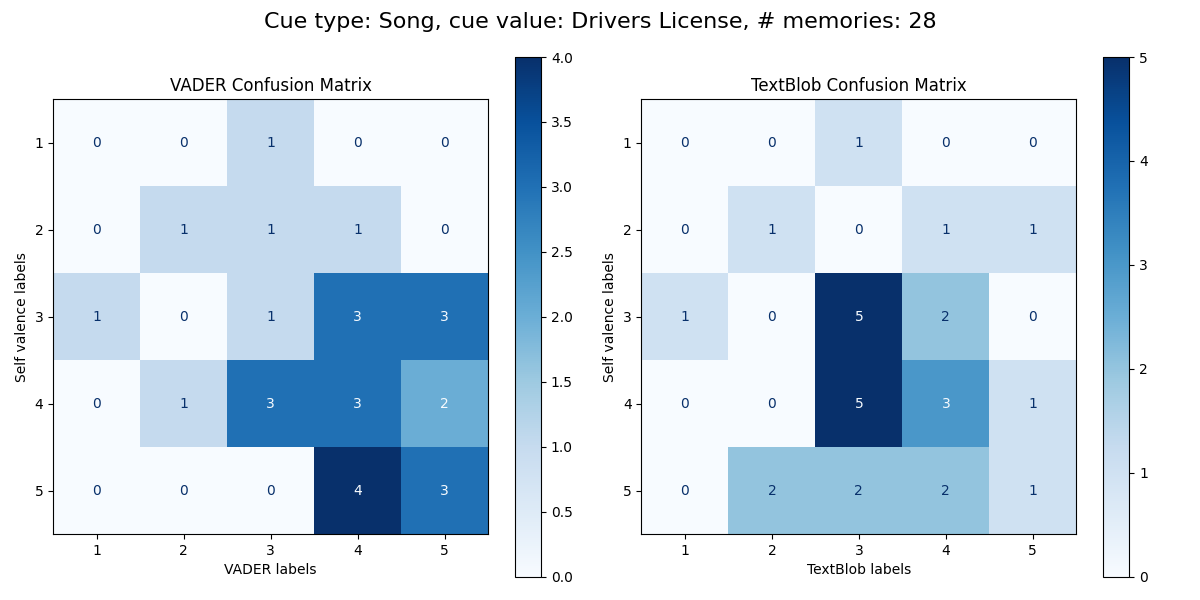 Cue type: Song, cue value: Drivers License, # memories: 28
VADER Confusion Matrix
Self valence labels
1 0 0 1 0 0
2 0 1 1 1 0
3 1 0 1 3 3
4 0 1 3 3 2
5 0 0 0 4 3
1 2 3 4 5
VADER labels
4.0
3.5
3.0
2.5
2.0
1.5
1.0
0.5
0.0
TextBlob Confusion Matrix
Self valence labels
1 0 0 1 0 0
2 0 1 0 1 1
3 1 0 5 2 0
4 0 0 5 3 1
5 0 2 2 2 1
1 2 3 4 5
TextBlob labels
5
4
3
2
1
0